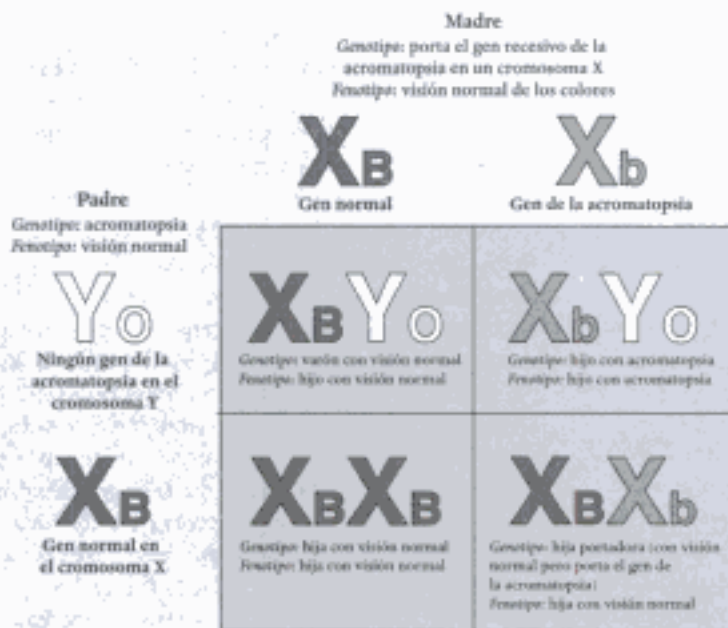 Madre
Genotipo: porta el gen recesivo de la
acromatopsia en un cromosoma X
Fenotipo: visión normal de los colores
XB
Xb
Gen normal
Gen de la acromatopsia
Padre
Genotipo: acromatopsia
Fenotipo: visión normal
Yo
Ningún gen de la
acromatopsia en el
cromosoma Y
XBYo
Genotipo: varón con visión normal
Fenotipo: hijo con visión normal
XbYo
Genotipo: hijo con acromatopsia
Fenotipo: hijo con acromatopsia
XB
Gen normal en
el cromosoma X
XBXB
Genotipo: hija con visión normal
Fenotipo: hija con visión normal
XBXb
Genotipo: hija portadora (con visión
normal pero porta el gen de
la acromatopsia)
Fenotipo: hija con visión normal